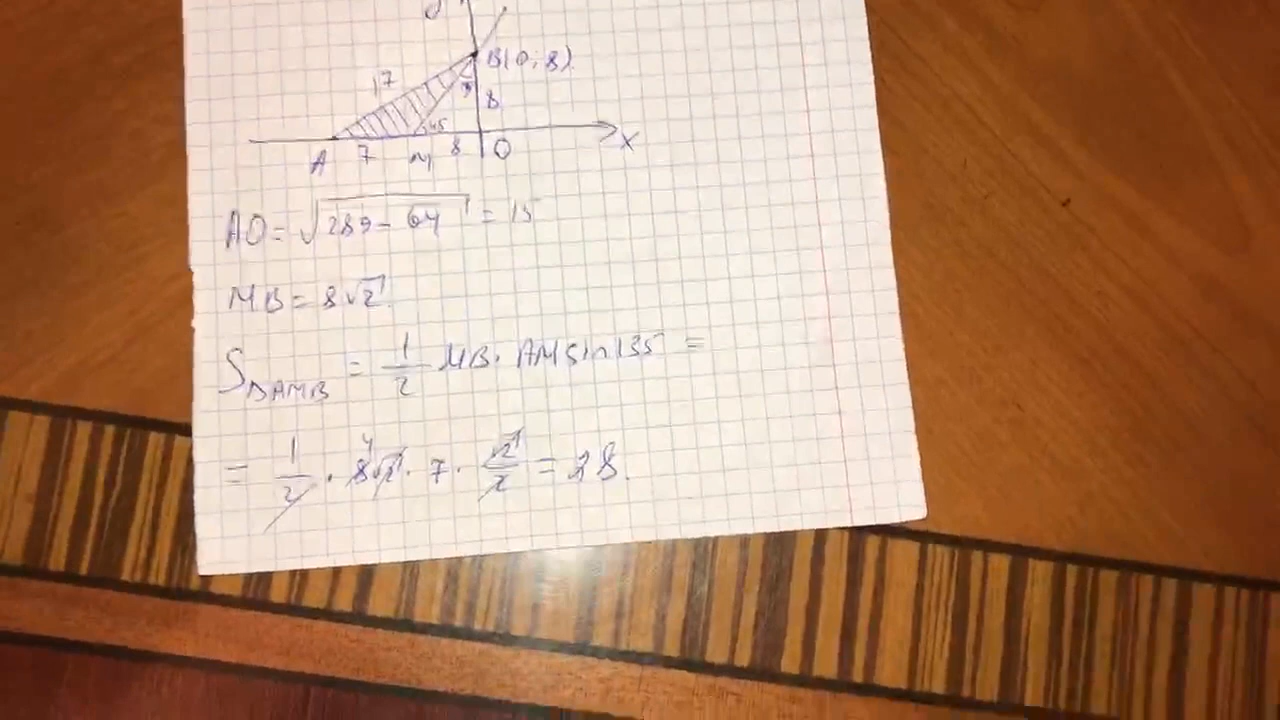 y
B(0; 8)
17
8
45
A 7 M 8 O
x
AO = √289 - 64 = 15
MB = 8√2
S△AMB = 1/2 MB · AM sin 135 =
= 1/2 · 8√2 4 · 7 · √2/2 = 28.